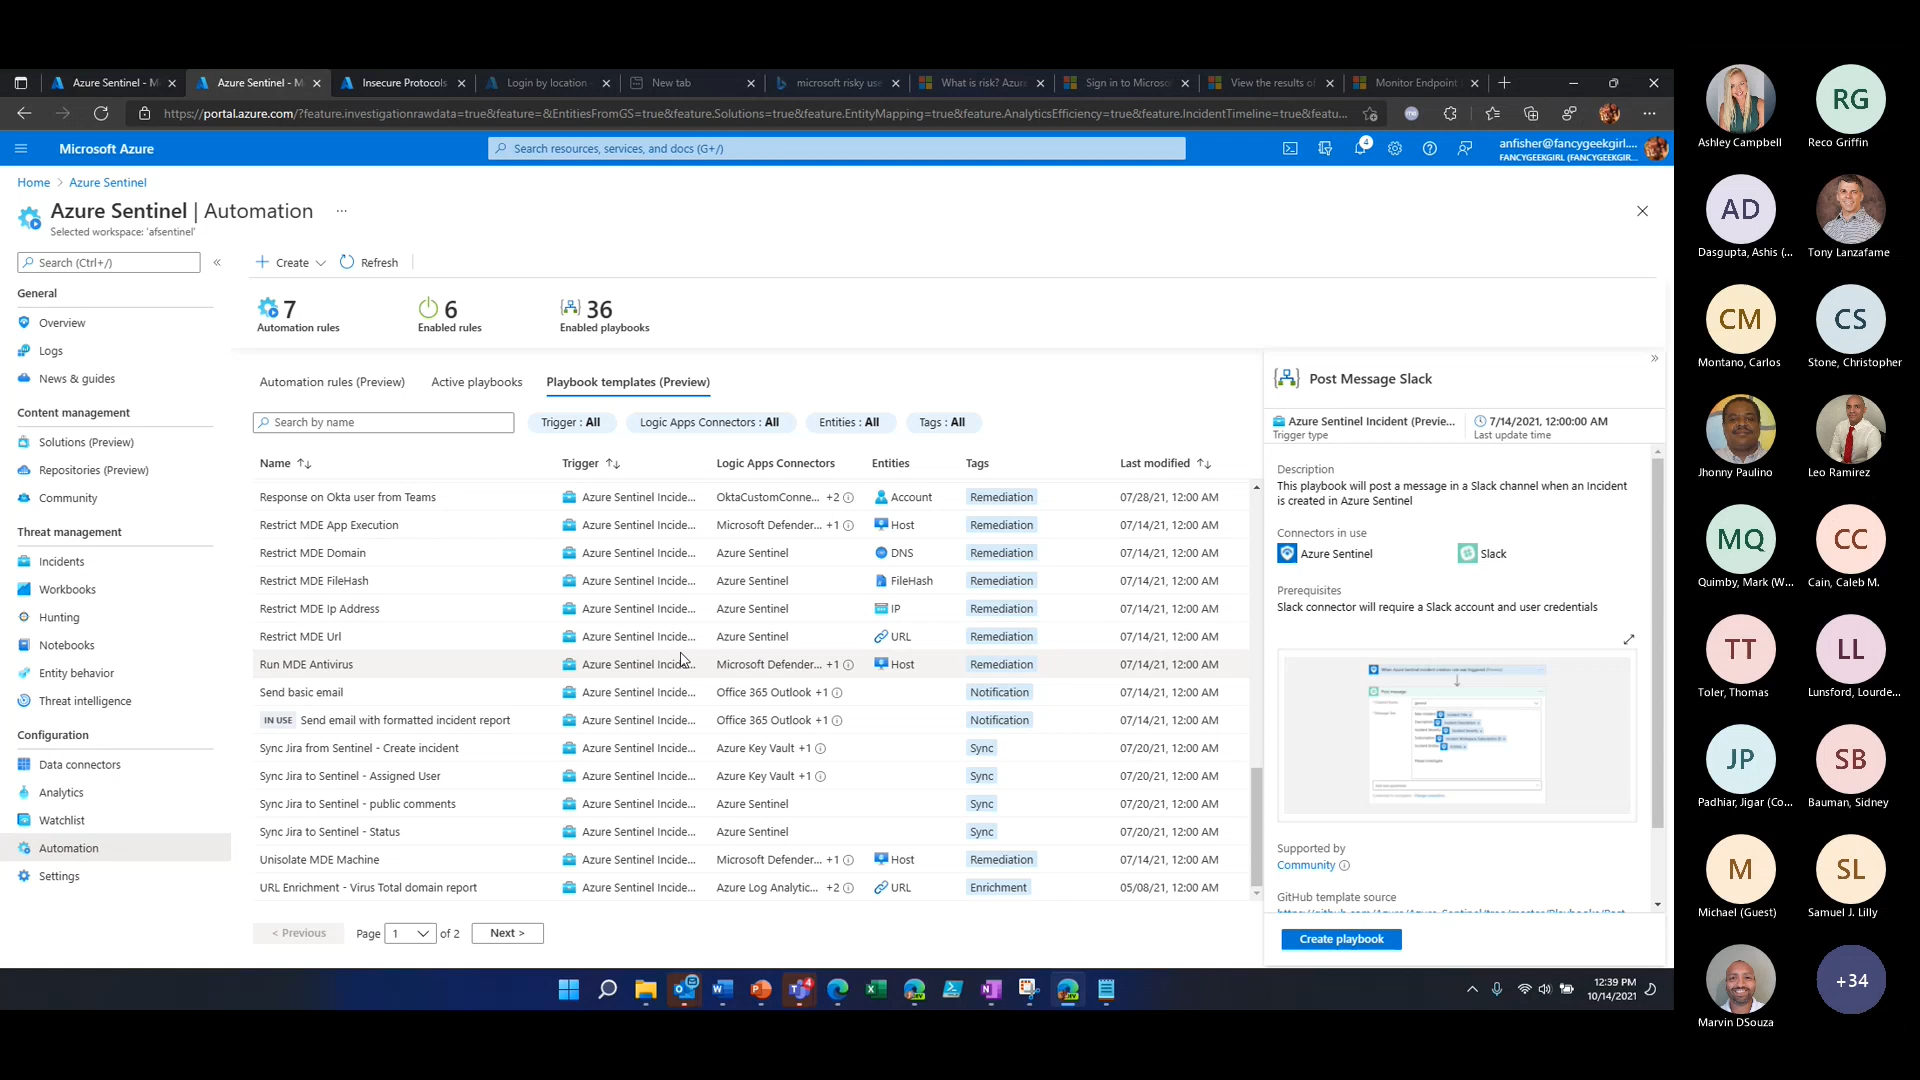 Azure Sentinel - M
Azure Sentinel - M
Insecure Protocols
Login by location -
New tab
microsoft risky use
What is risk? Azure
Sign in to Microso
View the results of
Monitor Endpoint
https://portal.azure.com/?feature.investigationrawdata=true&feature=&EntitiesFromGS=true&feature.Solutions=true&feature.EntityMapping=true&feature.AnalyticsEfficiency=true&feature.IncidentTimeline=true&featu...
Microsoft Azure
Search resources, services, and docs (G+/)
4
anfisher@fancygeekgirl....
FANCYGEEKGIRL (FANCYGEEKGIR...
Home > Azure Sentinel
Azure Sentinel | Automation ...
Selected workspace: 'afsentinel'
Search (Ctrl+/)
«
General
Overview
Logs
News & guides
Content management
Solutions (Preview)
Repositories (Preview)
Community
Threat management
Incidents
Workbooks
Hunting
Notebooks
Entity behavior
Threat intelligence
Configuration
Data connectors
Analytics
Watchlist
Automation
Settings
+ Create
Refresh
7
Automation rules
6
Enabled rules
36
Enabled playbooks
Automation rules (Preview)
Active playbooks
Playbook templates (Preview)
Search by name
Trigger : All
Logic Apps Connectors : All
Entities : All
Tags : All
Name ↑↓ Trigger ↑↓ Logic Apps Connectors Entities Tags Last modified ↑↓
Response on Okta user from Teams Azure Sentinel Incide... OktaCustomConne... +2 Account Remediation 07/28/21, 12:00 AM
Restrict MDE App Execution Azure Sentinel Incide... Microsoft Defender... +1 Host Remediation 07/14/21, 12:00 AM
Restrict MDE Domain Azure Sentinel Incide... Azure Sentinel DNS Remediation 07/14/21, 12:00 AM
Restrict MDE FileHash Azure Sentinel Incide... Azure Sentinel FileHash Remediation 07/14/21, 12:00 AM
Restrict MDE Ip Address Azure Sentinel Incide... Azure Sentinel IP Remediation 07/14/21, 12:00 AM
Restrict MDE Url Azure Sentinel Incide... Azure Sentinel URL Remediation 07/14/21, 12:00 AM
Run MDE Antivirus Azure Sentinel Incide... Microsoft Defender... +1 Host Remediation 07/14/21, 12:00 AM
Send basic email Azure Sentinel Incide... Office 365 Outlook +1 Notification 07/14/21, 12:00 AM
IN USE Send email with formatted incident report Azure Sentinel Incide... Office 365 Outlook +1 Notification 07/14/21, 12:00 AM
Sync Jira from Sentinel - Create incident Azure Sentinel Incide... Azure Key Vault +1 Sync 07/20/21, 12:00 AM
Sync Jira to Sentinel - Assigned User Azure Sentinel Incide... Azure Key Vault +1 Sync 07/20/21, 12:00 AM
Sync Jira to Sentinel - public comments Azure Sentinel Incide... Azure Sentinel Sync 07/20/21, 12:00 AM
Sync Jira to Sentinel - Status Azure Sentinel Incide... Azure Sentinel Sync 07/20/21, 12:00 AM
Unisolate MDE Machine Azure Sentinel Incide... Microsoft Defender... +1 Host Remediation 07/14/21, 12:00 AM
URL Enrichment - Virus Total domain report Azure Sentinel Incide... Azure Log Analytic... +2 URL Enrichment 05/08/21, 12:00 AM
< Previous Page 1 of 2 Next >
»
Post Message Slack
Azure Sentinel Incident (Previe...
Trigger type
7/14/2021, 12:00:00 AM
Last update time
Description
This playbook will post a message in a Slack channel when an Incident
is created in Azure Sentinel
Connectors in use
Azure Sentinel
Slack
Prerequisites
Slack connector will require a Slack account and user credentials
Post message
Supported by
Community
GitHub template source
Create playbook
12:39 PM
10/14/2021
Ashley Campbell
RG
Reco Griffin
AD
Dasgupta, Ashis (...
Tony Lanzafame
CM
Montano, Carlos
CS
Stone, Christopher
Jhonny Paulino
Leo Ramirez
MQ
Quimby, Mark (W...
CC
Cain, Caleb M.
TT
Toler, Thomas
LL
Lunsford, Lourde...
JP
Padhiar, Jigar (Co...
SB
Bauman, Sidney
M
Michael (Guest)
SL
Samuel J. Lilly
Marvin DSouza
+34